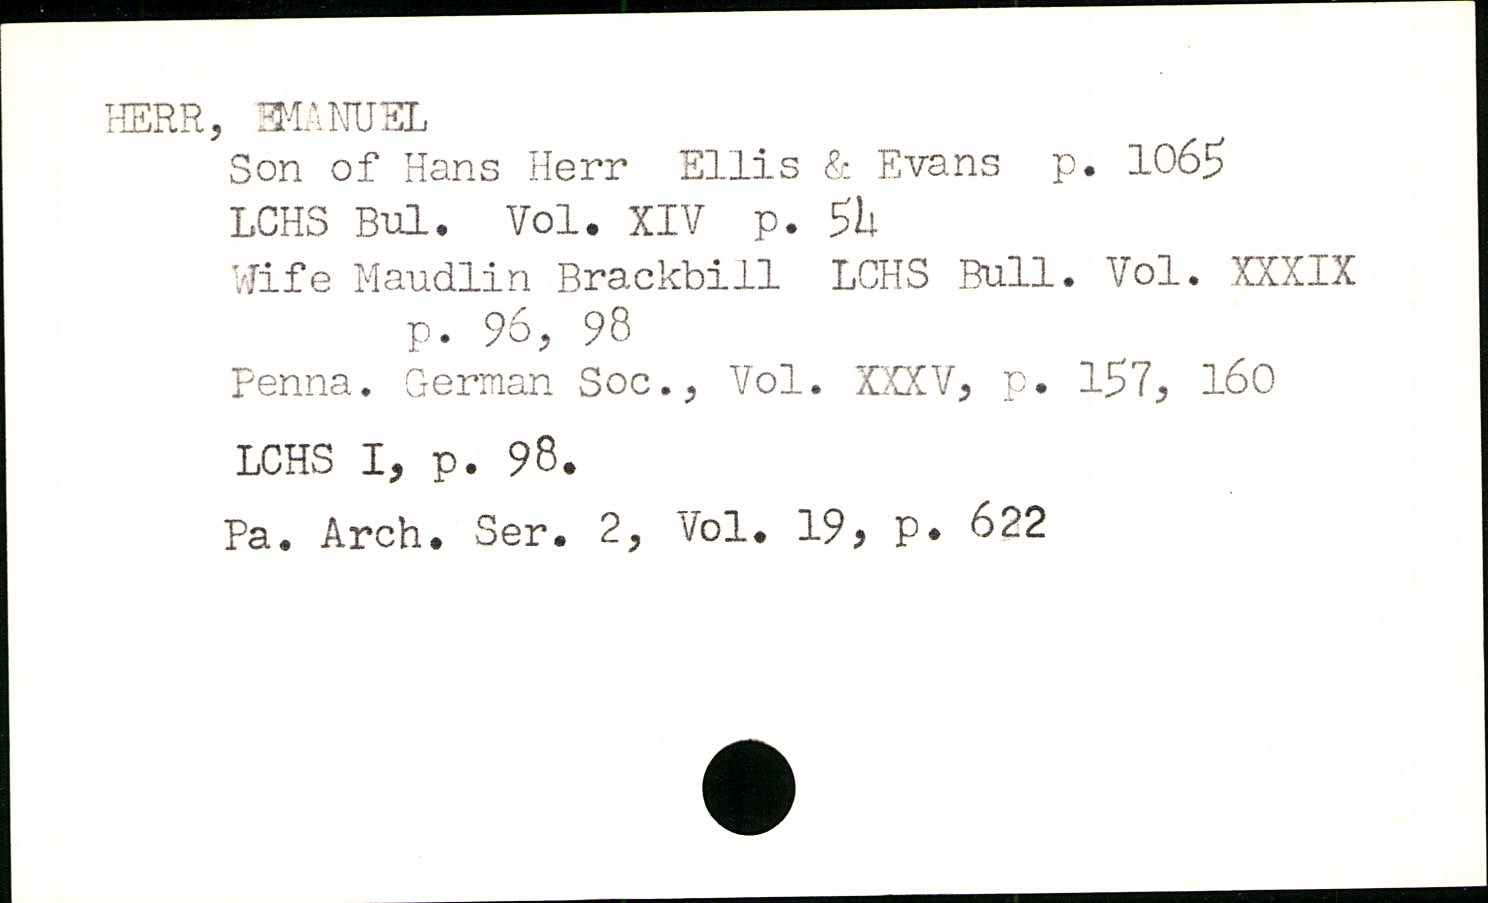 HERR, EMANUEL
Son of Hans Herr Ellis & Evans p. 1065
LCHS Bul. Vol. XIV p. 54
Wife Maudlin Brackbill LCHS Bull. Vol. XXXIX
p. 96, 98
Penna. German Soc., Vol. XXXV, p. 157, 160
LCHS I, p. 98.
Pa. Arch. Ser. 2, Vol. 19, p. 622